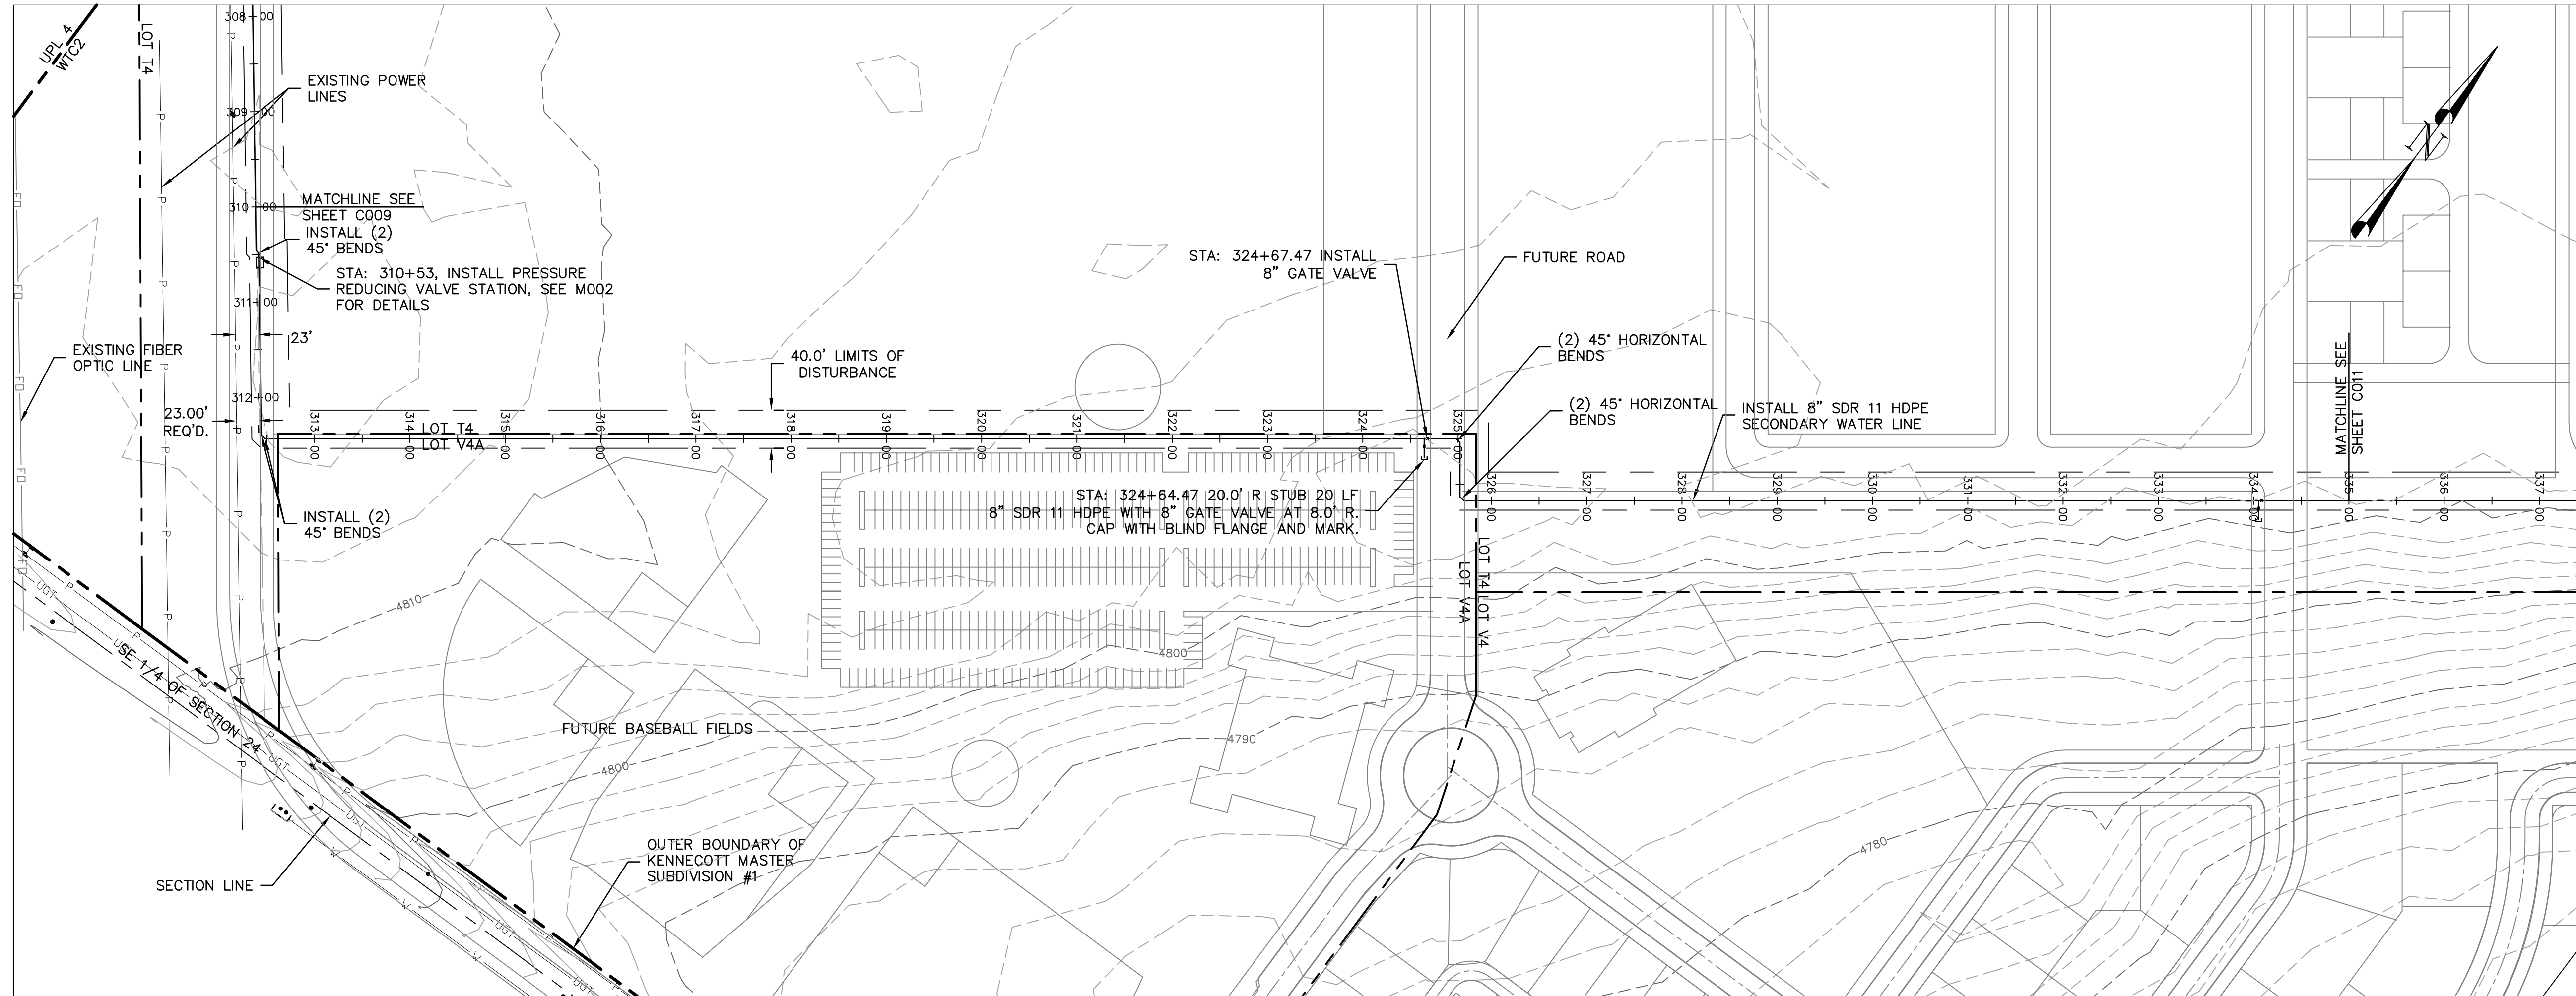 UPL 4
WTC2
LOT T4
308+00
EXISTING POWER
LINES
309+00
MATCHLINE SEE
SHEET C009
310+00
INSTALL (2)
45° BENDS
STA: 310+53, INSTALL PRESSURE
REDUCING VALVE STATION, SEE M002
FOR DETAILS
311+00
23'
EXISTING FIBER
OPTIC LINE
312+00
23.00'
REQ'D.
INSTALL (2)
45° BENDS
40.0' LIMITS OF
DISTURBANCE
LOT T4
LOT V4A
313+00
314+00
315+00
316+00
317+00
318+00
319+00
320+00
321+00
322+00
323+00
324+00
325+00
STA: 324+67.47 INSTALL
8" GATE VALVE
FUTURE ROAD
(2) 45° HORIZONTAL
BENDS
(2) 45° HORIZONTAL
BENDS
INSTALL 8" SDR 11 HDPE
SECONDARY WATER LINE
STA: 324+64.47 20.0' R STUB 20 LF
8" SDR 11 HDPE WITH 8" GATE VALVE AT 8.0' R.
CAP WITH BLIND FLANGE AND MARK.
326+00
327+00
328+00
329+00
330+00
331+00
332+00
333+00
334+00
335+00
336+00
337+00
MATCHLINE SEE
SHEET C011
N
LOT T4
LOT V4A
LOT V4
4810
4800
4800
4790
4780
FUTURE BASEBALL FIELDS
SE 1/4 OF SECTION 24
SECTION LINE
OUTER BOUNDARY OF
KENNECOTT MASTER
SUBDIVISION #1
P
P
P
P
P
P
P
FO
FO
FO
FO
UGT
UGT
UGT
UGT
UGT
W
W
W